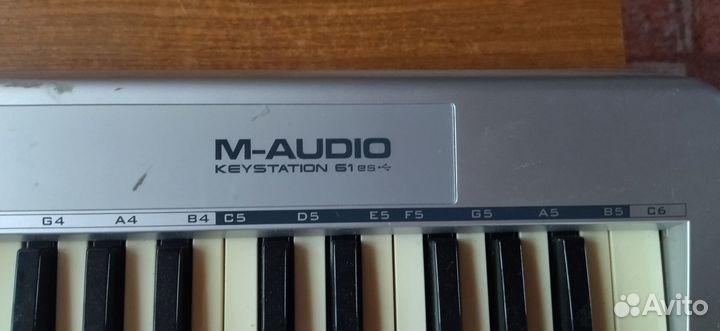 M-AUDIO
KEYSTATION 61es
G4 A4 B4 C5 D5 E5 F5 G5 A5 B5 C6
Avito